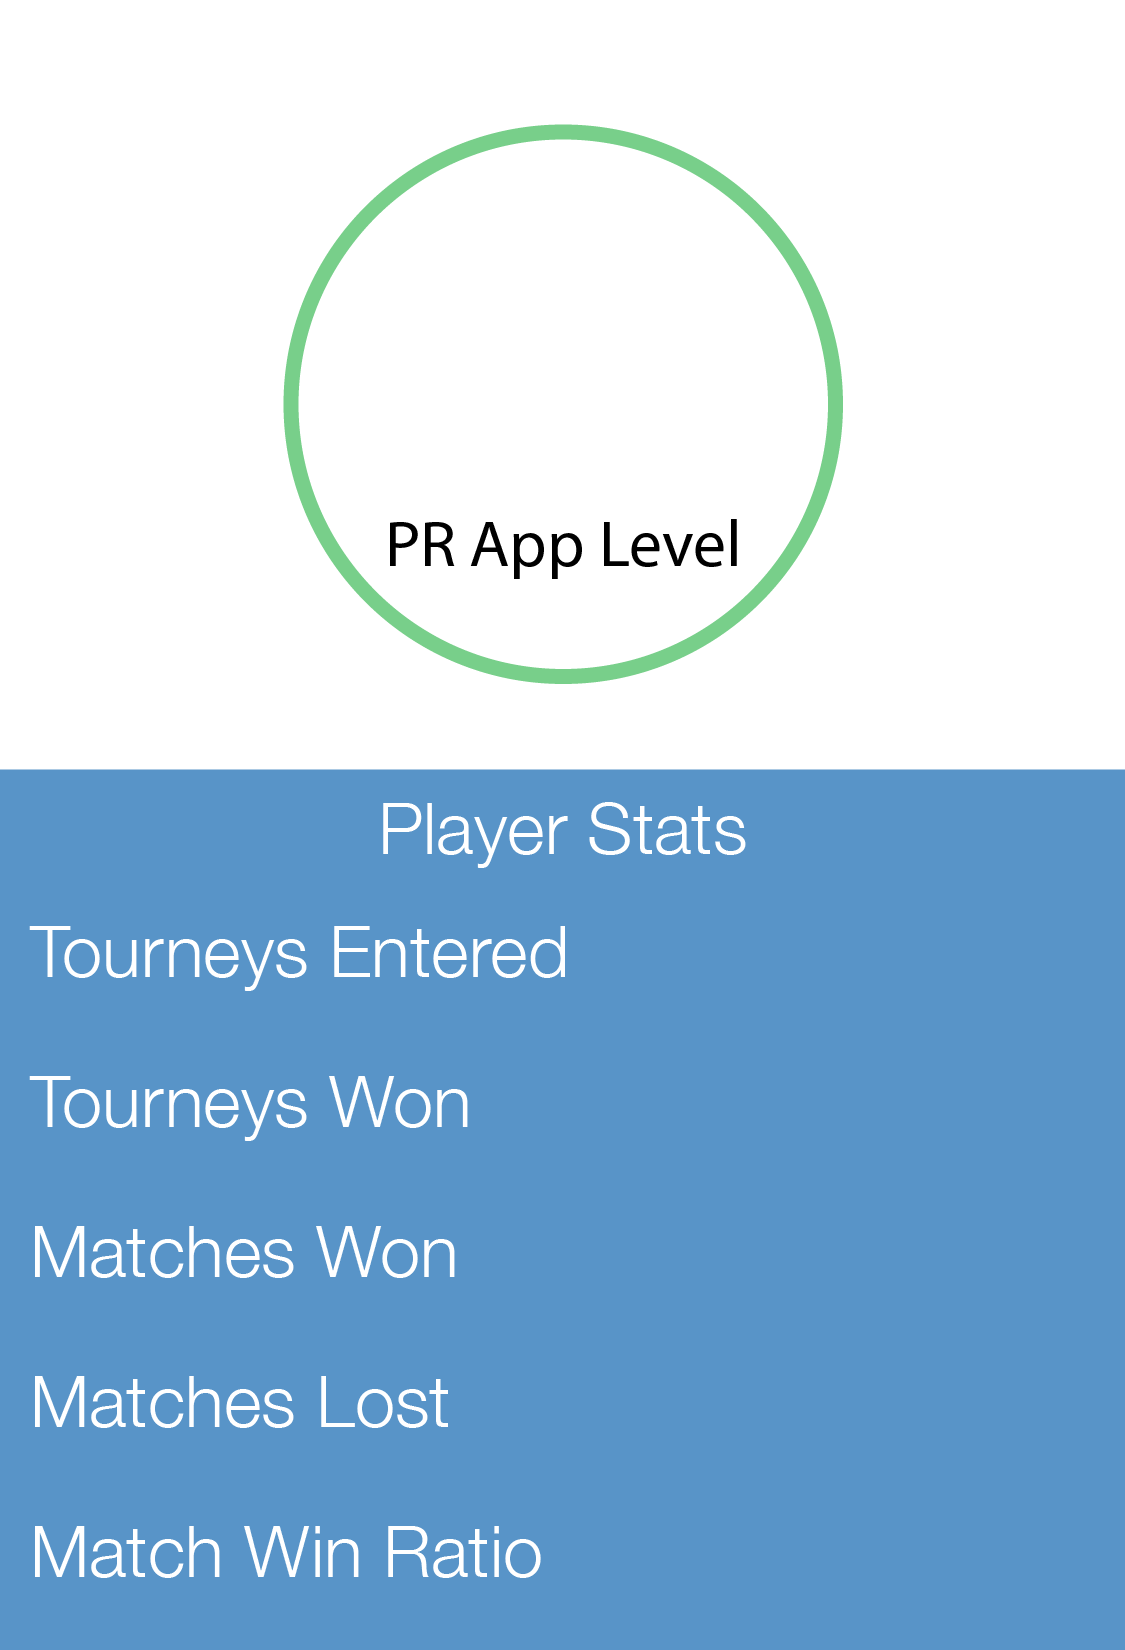 PR App Level
Player Stats
Tourneys Entered
Tourneys Won
Matches Won
Matches Lost
Match Win Ratio